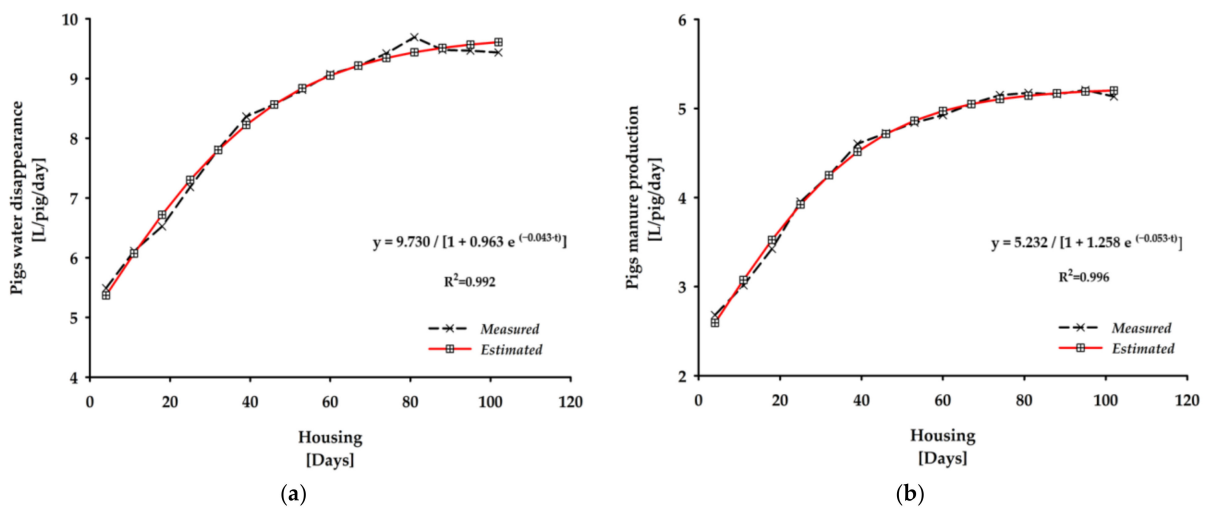 10
9
8
7
6
5
4
Pigs water disappearance
[L/pig/day]
y = 9.730 / [1 + 0.963 e (−0.043·t)]
R2=0.992
Measured
Estimated
0 20 40 60 80 100 120
Housing
[Days]
(a)
6
5
4
3
2
Pigs manure production
[L/pig/day]
y = 5.232 / [1 + 1.258 e (−0.053·t)]
R2=0.996
Measured
Estimated
0 20 40 60 80 100 120
Housing
[Days]
(b)